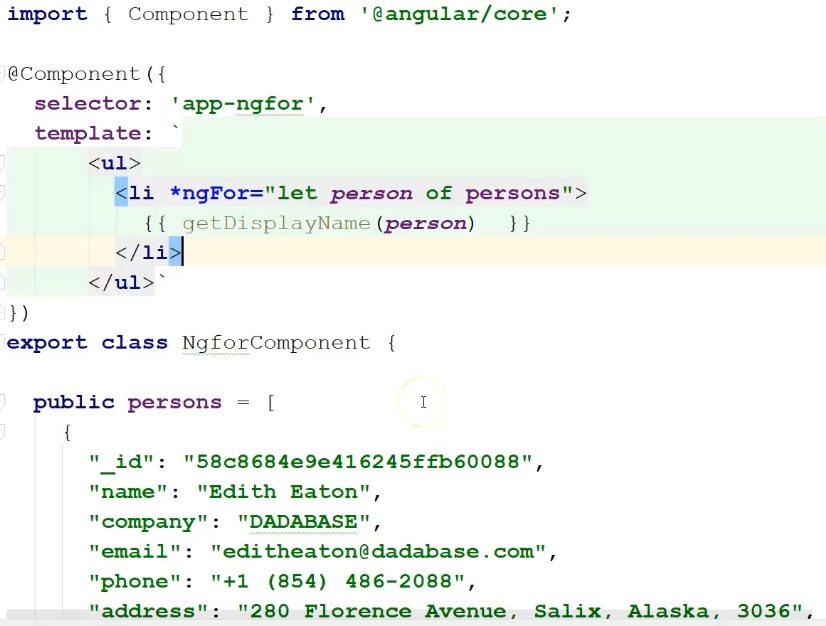 import { Component } from '@angular/core';
@Component({
selector: 'app-ngfor',
template: `
<ul>
<li *ngFor="let person of persons">
{{ getDisplayName(person) }}
</li>
</ul>`
})
export class NgforComponent {
public persons = [
{
"_id": "58c8684e9e416245ffb60088",
"name": "Edith Eaton",
"company": "DADABASE",
"email": "editheaton@dadabase.com",
"phone": "+1 (854) 486-2088",
"address": "280 Florence Avenue, Salix, Alaska, 3036",